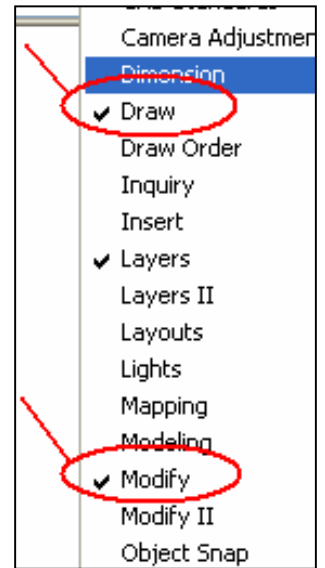 Camera Adjustmen
Dimension
Draw
Draw Order
Inquiry
Insert
Layers
Layers II
Layouts
Lights
Mapping
Modeling
Modify
Modify II
Object Snap